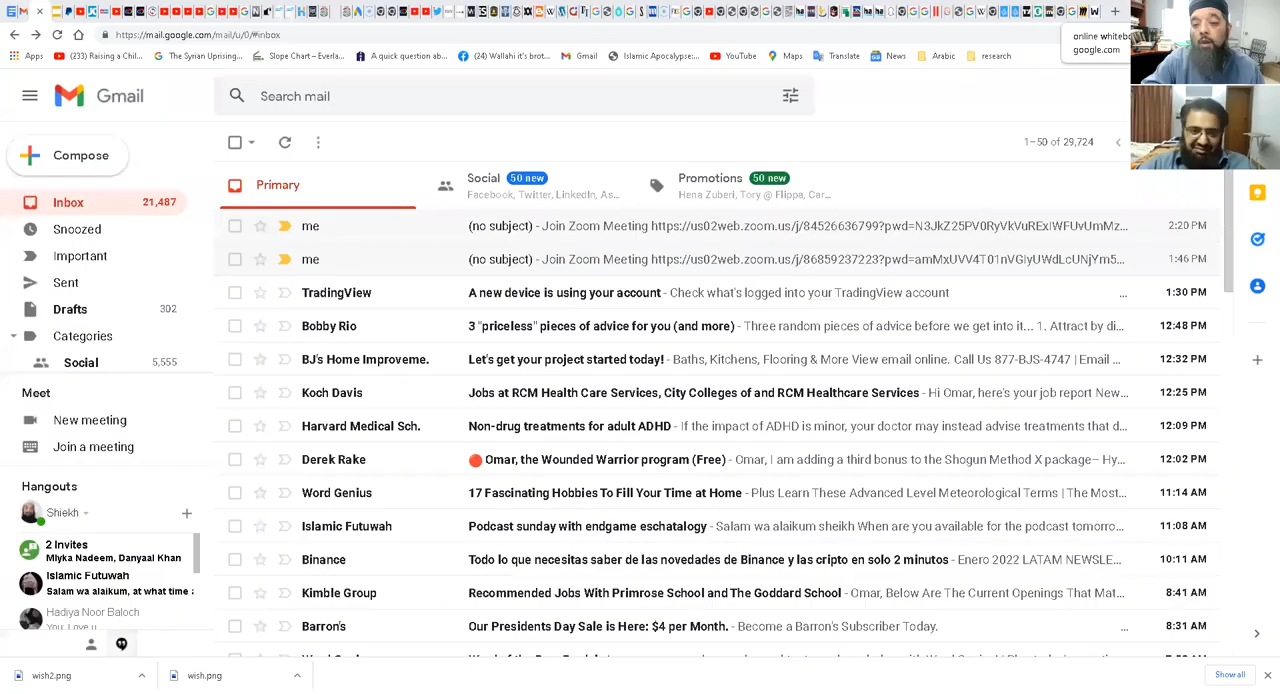 https://mail.google.com/mail/u/0/#inbox
online whiteb
google.com
Apps
(233) Raising a Chil...
The Syrian Uprising...
Slope Chart – Everla...
A quick question ab...
(24) Wallahi it's brot...
Gmail
Islamic Apocalypse:...
YouTube
Maps
Translate
News
Arabic
research
Gmail
Search mail
Compose
1–50 of 29,724
Primary
Social 50 new
Facebook, Twitter, LinkedIn, As...
Promotions 50 new
Hena Zuberi, Tory @ Flippa, Car...
Inbox 21,487
Snoozed
Important
Sent
Drafts 302
Categories
Social 5,555
Meet
New meeting
Join a meeting
Hangouts
Shiekh
2 Invites
Mlyka Nadeem, Danyaal Khan
Islamic Futuwah
Salam wa alaikum, at what time
Hadiya Noor Baloch
You: Love u
me (no subject) - Join Zoom Meeting https://us02web.zoom.us/j/84526636799?pwd=N3JkZ25PV0RyVkVuRExIWFUvUmMz... 2:20 PM
me (no subject) - Join Zoom Meeting https://us02web.zoom.us/j/86859237223?pwd=amMxUVV4T01nVGIyUWdLcUNjYm5... 1:46 PM
TradingView A new device is using your account - Check what's logged into your TradingView account ... 1:30 PM
Bobby Rio 3 "priceless" pieces of advice for you (and more) - Three random pieces of advice before we get into it... 1. Attract by di... 12:48 PM
BJ's Home Improveme. Let's get your project started today! - Baths, Kitchens, Flooring & More View email online. Call Us 877-BJS-4747 | Email ... 12:32 PM
Koch Davis Jobs at RCM Health Care Services, City Colleges of and RCM Healthcare Services - Hi Omar, here's your job report New... 12:25 PM
Harvard Medical Sch. Non-drug treatments for adult ADHD - If the impact of ADHD is minor, your doctor may instead advise treatments that d... 12:09 PM
Derek Rake Omar, the Wounded Warrior program (Free) - Omar, I am adding a third bonus to the Shogun Method X package– Hy... 12:02 PM
Word Genius 17 Fascinating Hobbies To Fill Your Time at Home - Plus Learn These Advanced Level Meteorological Terms | The Most... 11:14 AM
Islamic Futuwah Podcast sunday with endgame eschatalogy - Salam wa alaikum sheikh When are you available for the podcast tomorro... 11:08 AM
Binance Todo lo que necesitas saber de las novedades de Binance y las cripto en solo 2 minutos - Enero 2022 LATAM NEWSLE... 10:11 AM
Kimble Group Recommended Jobs With Primrose School and The Goddard School - Omar, Below Are The Current Openings That Mat... 8:41 AM
Barron's Our Presidents Day Sale is Here: $4 per Month. - Become a Barron's Subscriber Today. ... 8:31 AM
wish2.png
wish.png
Show all